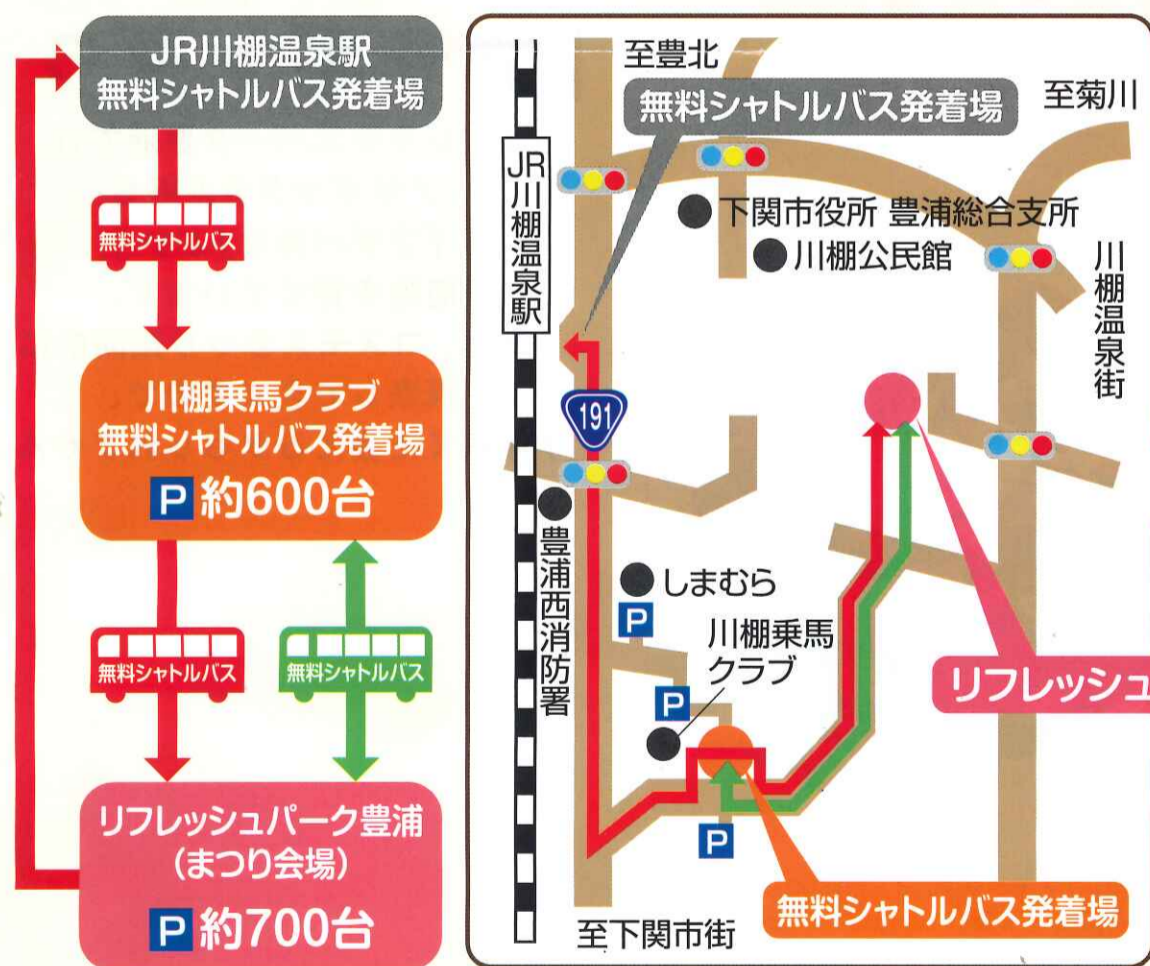 JR川棚温泉駅
無料シャトルバス発着場
無料シャトルバス
川棚乗馬クラブ
無料シャトルバス発着場
P 約600台
無料シャトルバス
無料シャトルバス
リフレッシュパーク豊浦
(まつり会場)
P 約700台
至豊北
無料シャトルバス発着場
至菊川
JR川棚温泉駅
下関市役所 豊浦総合支所
川棚公民館
川棚温泉街
191
豊浦西消防署
しまむら
P
川棚乗馬
クラブ
P
リフレッシュ
P
無料シャトルバス発着場
至下関市街